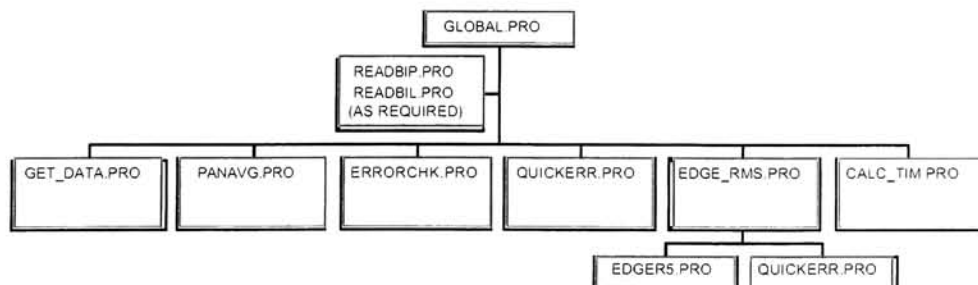 GLOBAL.PRO
READBIP.PRO
READBIL.PRO
(AS REQUIRED)
GET_DATA.PRO
PANAVG.PRO
ERRORCHK.PRO
QUICKERR.PRO
EDGE_RMS.PRO
CALC_TIM.PRO
EDGER5.PRO
QUICKERR.PRO